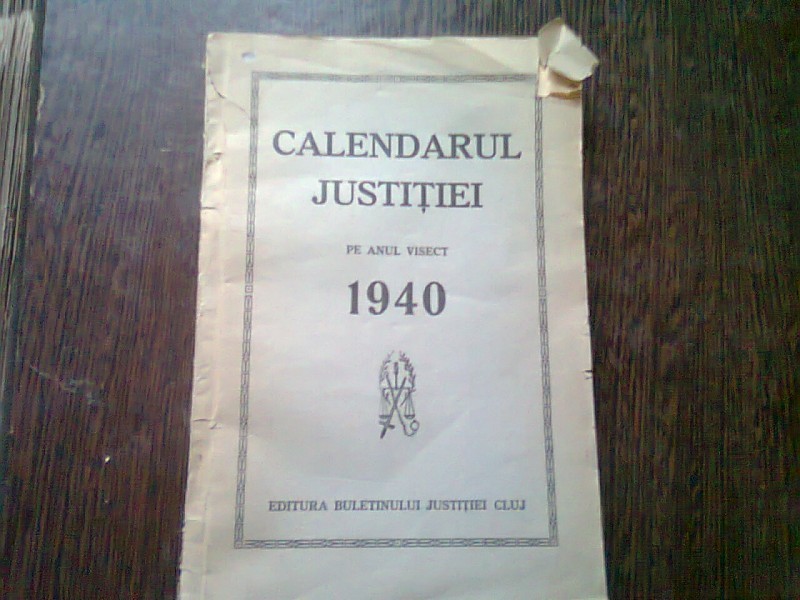 CALENDARUL
JUSTIȚIEI
PE ANUL VISECT
1940
EDITURA BULETINULUI JUSTIȚIEI CLUJ